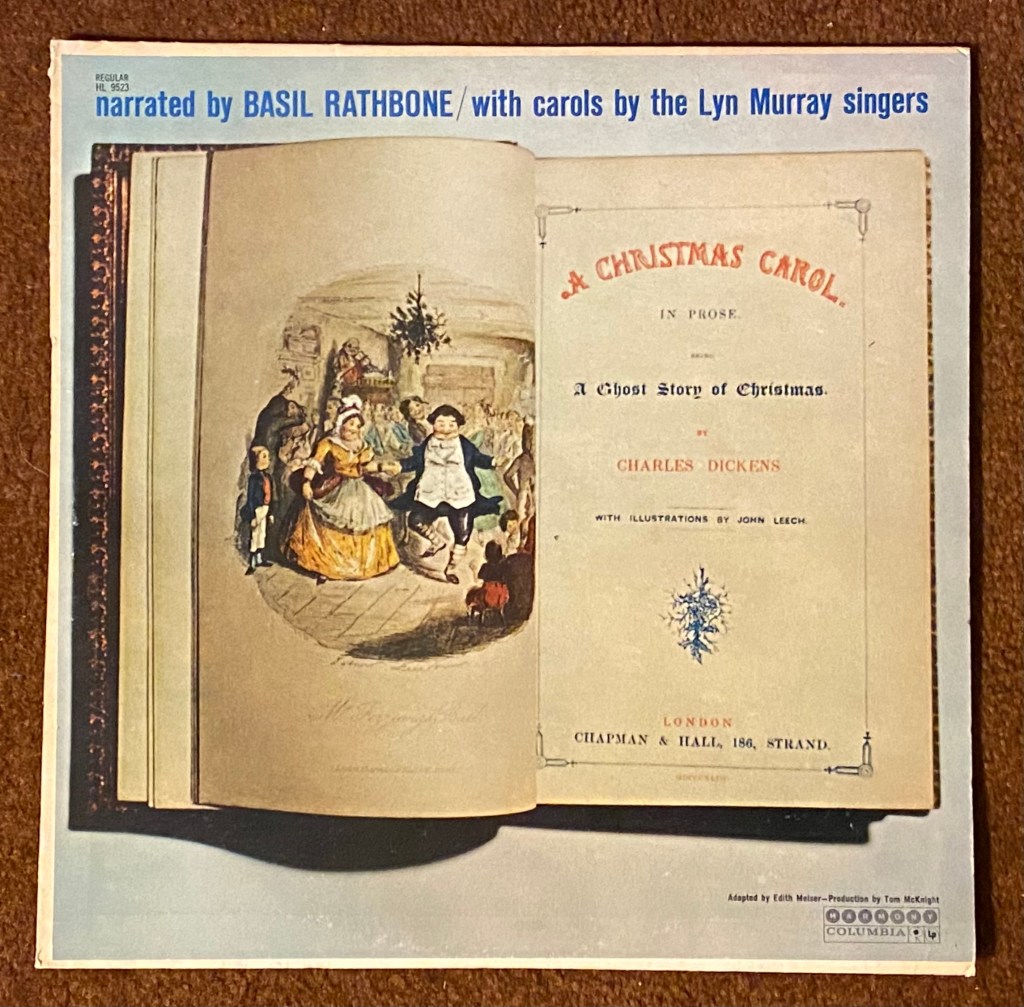 REGULAR
HL 9523
narrated by BASIL RATHBONE/with carols by the Lyn Murray singers
A CHRISTMAS CAROL.
IN PROSE.
BEING
A Ghost Story of Christmas.
BY
CHARLES DICKENS
WITH ILLUSTRATIONS BY JOHN LEECH.
LONDON
CHAPMAN & HALL, 186, STRAND.
Adapted by Edith Meiser—Production by Tom McKnight
HARMONY
COLUMBIA Lp